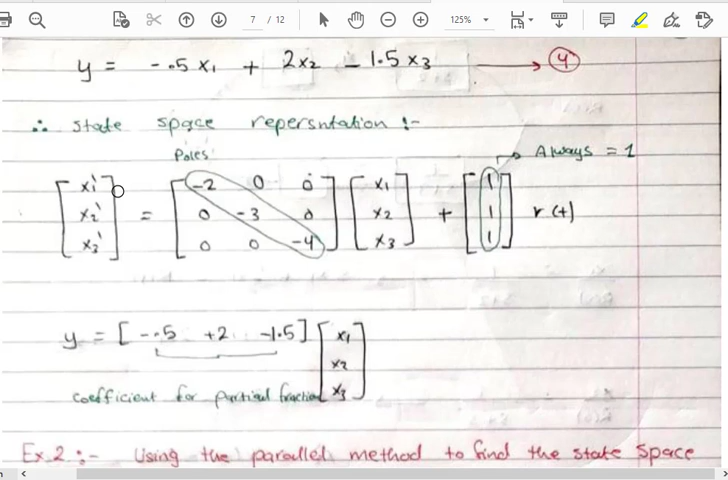 7 / 12
125%
y = -.5 x1 + 2x2 - 1.5 x3 → 4
∴ state space repersntation :-
Poles
Always = 1
[x1` x2` x3`] = [-2 0 0
0 -3 0
0 0 -4] [x1 x2 x3] + [1 1 1] r(t)
y = [-.5 +2 -1.5] [x1 x2 x3]
coefficient for partical fraction
Ex.2 :- Using the parallel method to find the state space